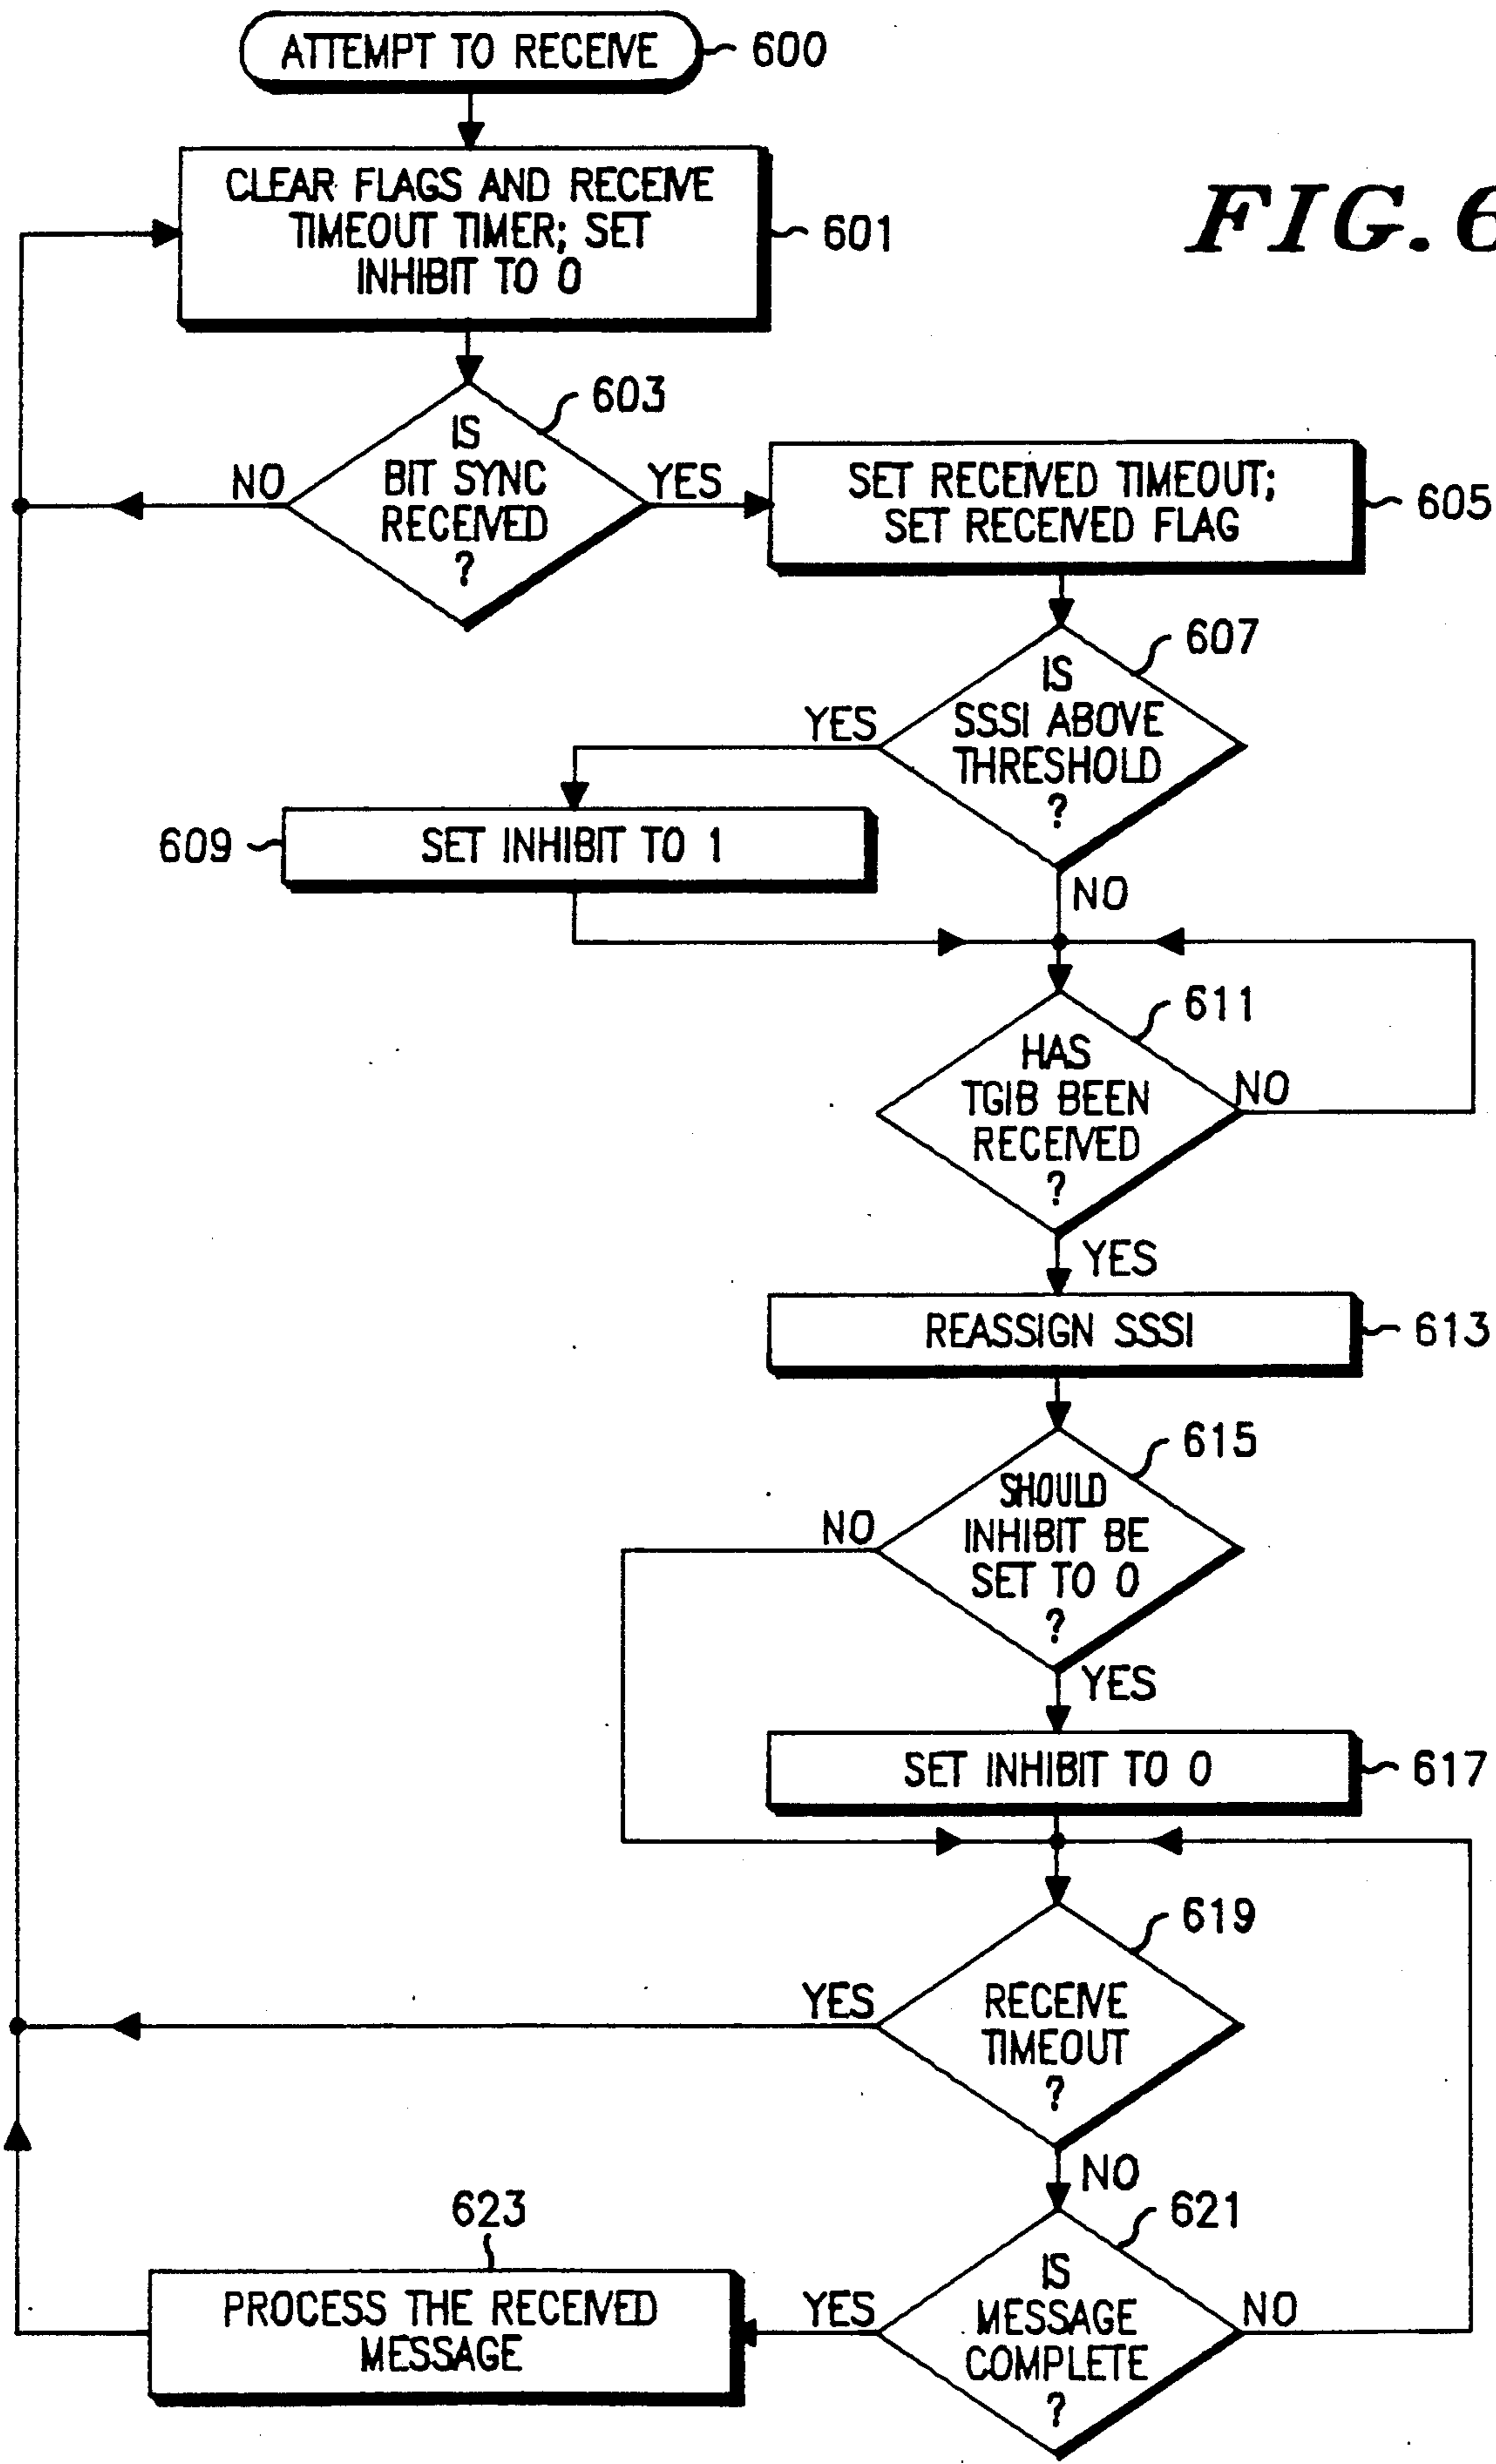 ATTEMPT TO RECEIVE
600
CLEAR FLAGS AND RECEIVE
TIMEOUT TIMER; SET
INHIBIT TO 0
601
FIG.6
603
IS
BIT SYNC
RECEIVED
?
NO
YES
SET RECEIVED TIMEOUT;
SET RECEIVED FLAG
605
607
IS
SSSI ABOVE
THRESHOLD
?
YES
NO
609
SET INHIBIT TO 1
611
HAS
TGIB BEEN
RECEIVED
?
NO
YES
REASSIGN SSSI
613
615
SHOULD
INHIBIT BE
SET TO 0
?
NO
YES
SET INHIBIT TO 0
617
619
RECEIVE
TIMEOUT
?
YES
NO
621
IS
MESSAGE
COMPLETE
?
YES
NO
623
PROCESS THE RECEIVED
MESSAGE